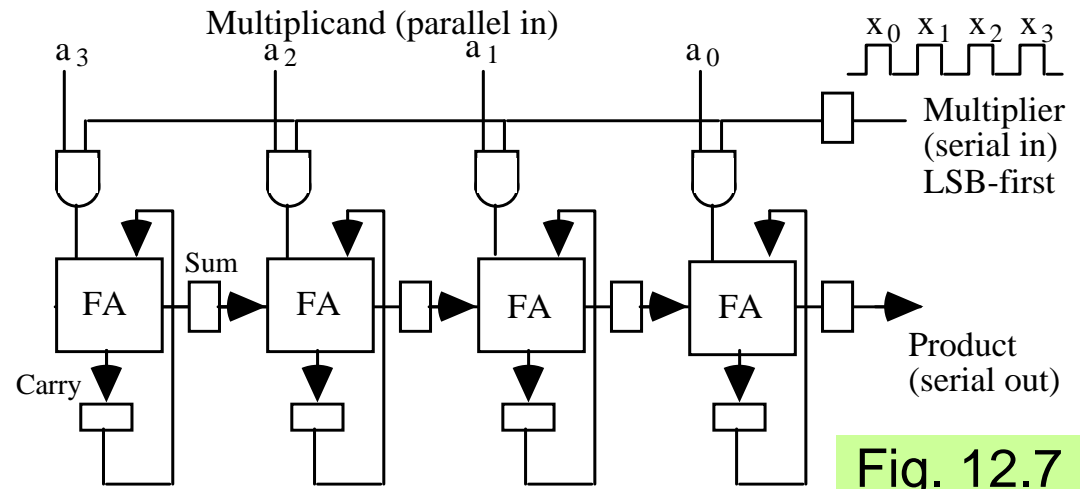 Multiplicand (parallel in)
a3 a2 a1 a0
x0 x1 x2 x3
Multiplier
(serial in)
LSB-first
Sum
FA FA FA FA
Carry
Product
(serial out)
Fig. 12.7